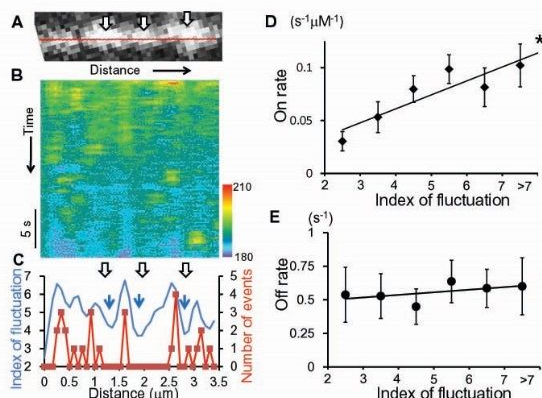 A
Distance
B
Time
5 s
210
180
C
Index of fluctuation
7
6
5
4
3
2
5
4
3
2
1
0
Number of events
0 0.5 1 1.5 2 2.5 3 3.5
Distance (μm)
D
(s⁻¹μM⁻¹)
*
On rate
0.1
0.05
0
2 3 4 5 6 7 >7
Index of fluctuation
E
(s⁻¹)
Off rate
1
0.75
0.5
0.25
0
2 3 4 5 6 7 >7
Index of fluctuation